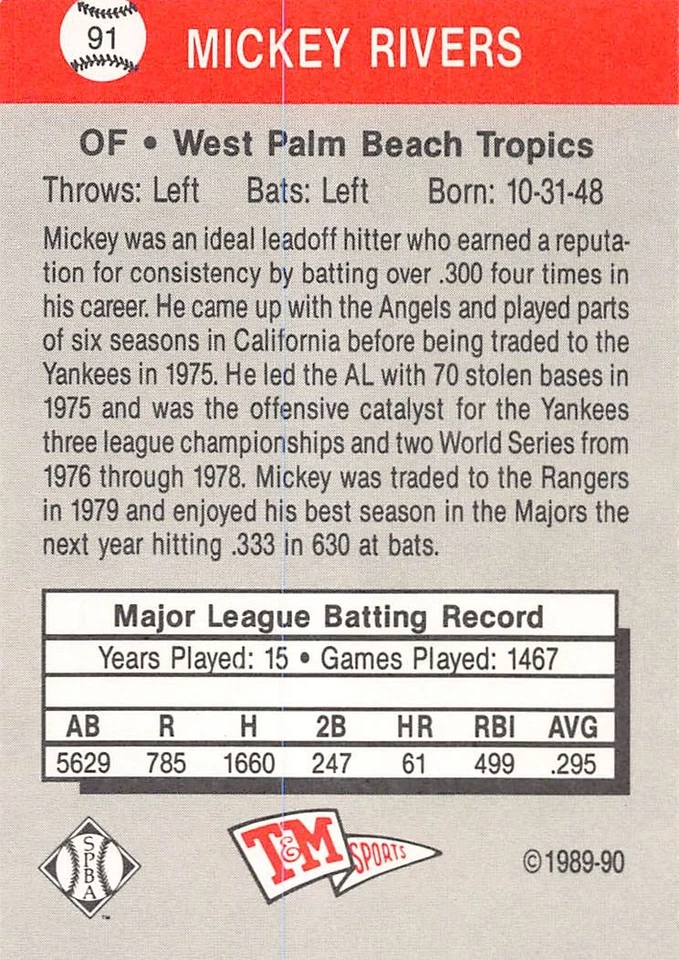 91
MICKEY RIVERS
OF • West Palm Beach Tropics
Throws: Left Bats: Left Born: 10-31-48
Mickey was an ideal leadoff hitter who earned a reputa-
tion for consistency by batting over .300 four times in
his career. He came up with the Angels and played parts
of six seasons in California before being traded to the
Yankees in 1975. He led the AL with 70 stolen bases in
1975 and was the offensive catalyst for the Yankees
three league championships and two World Series from
1976 through 1978. Mickey was traded to the Rangers
in 1979 and enjoyed his best season in the Majors the
next year hitting .333 in 630 at bats.
Major League Batting Record
Years Played: 15 • Games Played: 1467
AB R H 2B HR RBI AVG
5629 785 1660 247 61 499 .295
SPBA
™
T&M
SPORTS
©1989-90